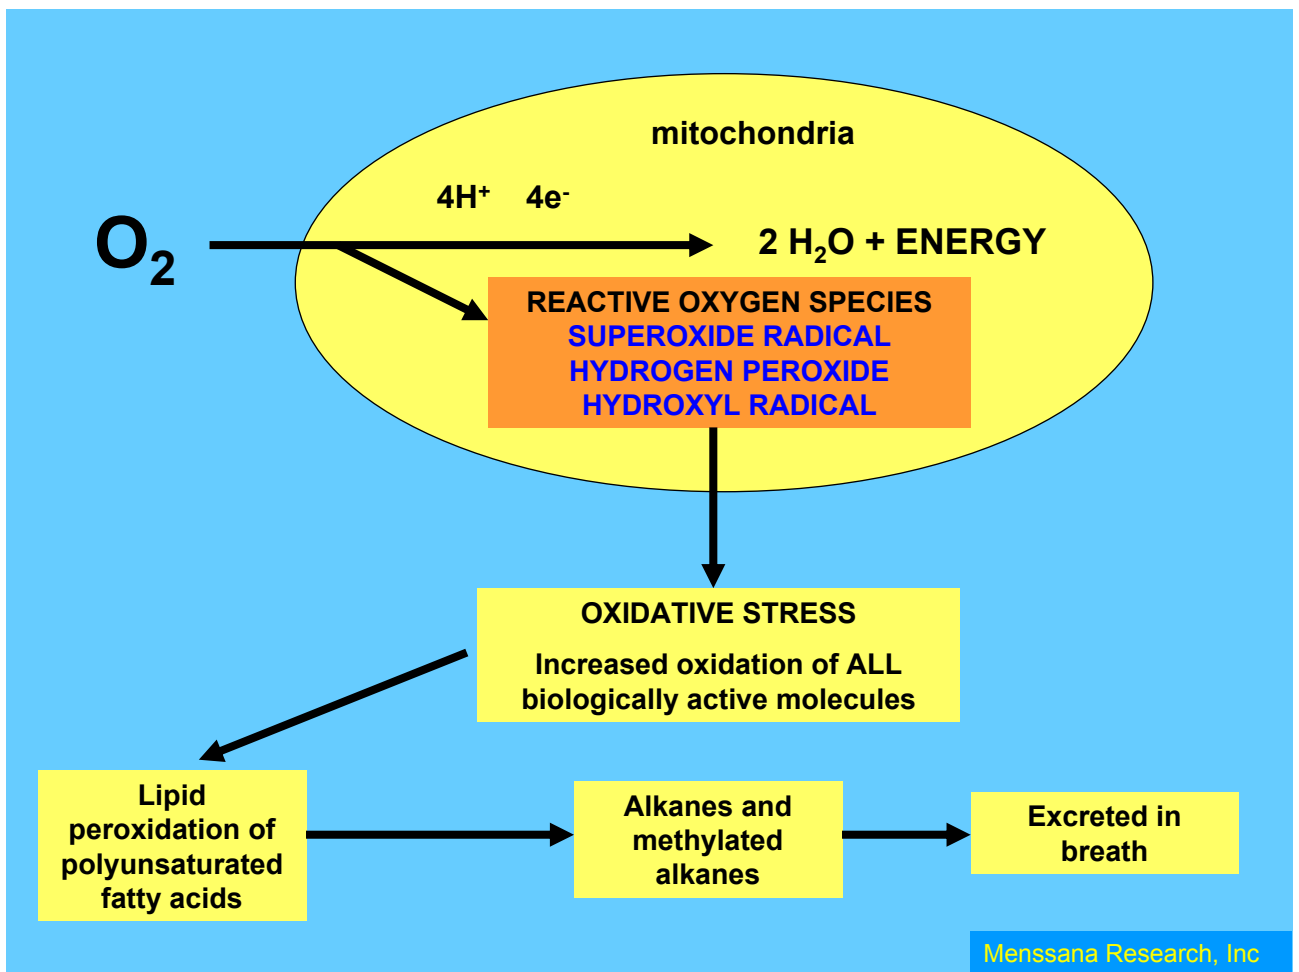 mitochondria
4H⁺ 4e⁻
O₂
2 H₂O + ENERGY
REACTIVE OXYGEN SPECIES
SUPEROXIDE RADICAL
HYDROGEN PEROXIDE
HYDROXYL RADICAL
OXIDATIVE STRESS
Increased oxidation of ALL
biologically active molecules
Lipid
peroxidation of
polyunsaturated
fatty acids
Alkanes and
methylated
alkanes
Excreted in
breath
Menssana Research, Inc